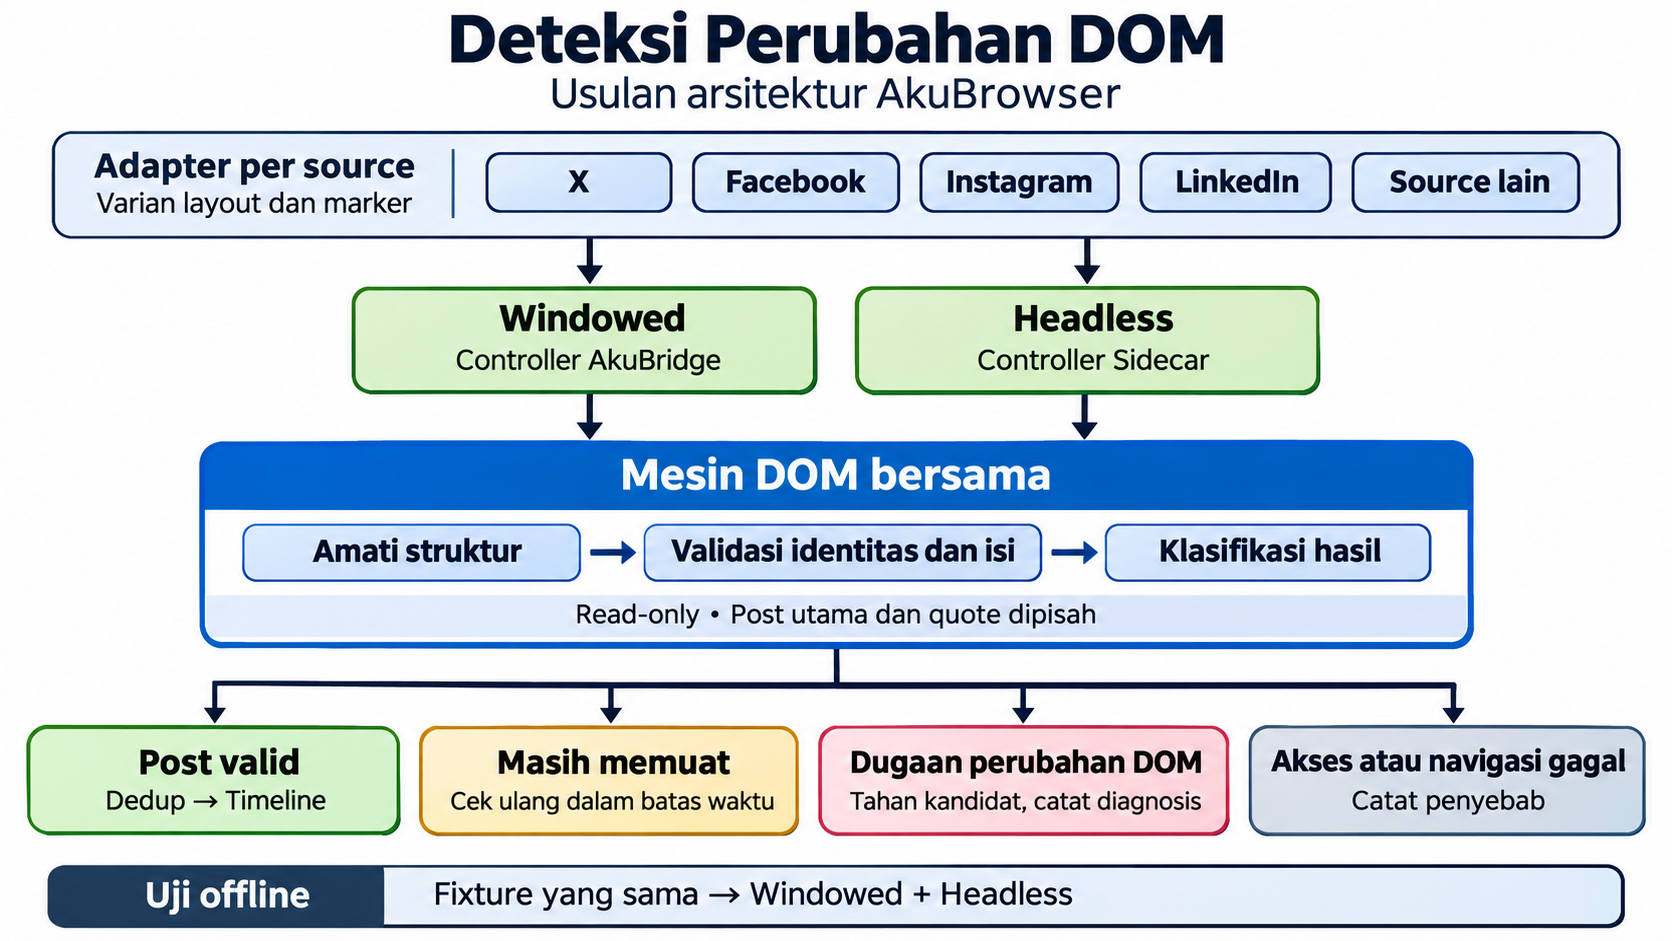 Deteksi Perubahan DOM
Usulan arsitektur AkuBrowser
Adapter per source
Varian layout dan marker
X
Facebook
Instagram
LinkedIn
Source lain
Windowed
Controller AkuBridge
Headless
Controller Sidecar
Mesin DOM bersama
Amati struktur
Validasi identitas dan isi
Klasifikasi hasil
Read-only • Post utama dan quote dipisah
Post valid
Dedup → Timeline
Masih memuat
Cek ulang dalam batas waktu
Dugaan perubahan DOM
Tahan kandidat, catat diagnosis
Akses atau navigasi gagal
Catat penyebab
Uji offline
Fixture yang sama → Windowed + Headless